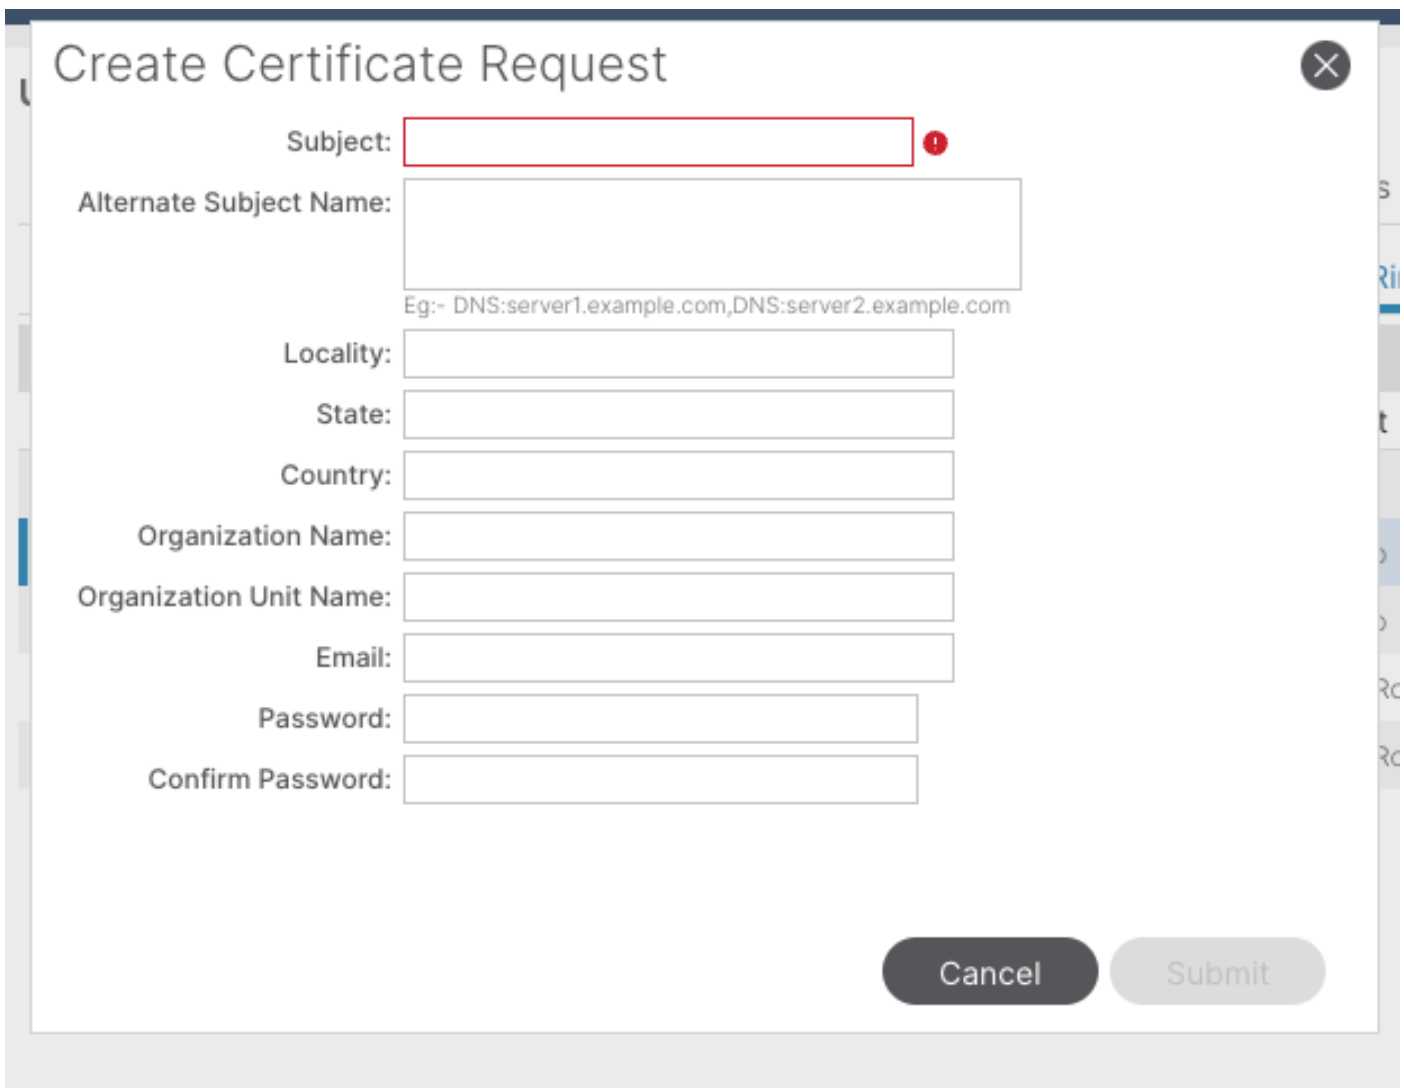 Create Certificate Request
Subject:
Alternate Subject Name:
Eg:- DNS:server1.example.com,DNS:server2.example.com
Locality:
State:
Country:
Organization Name:
Organization Unit Name:
Email:
Password:
Confirm Password:
Cancel
Submit